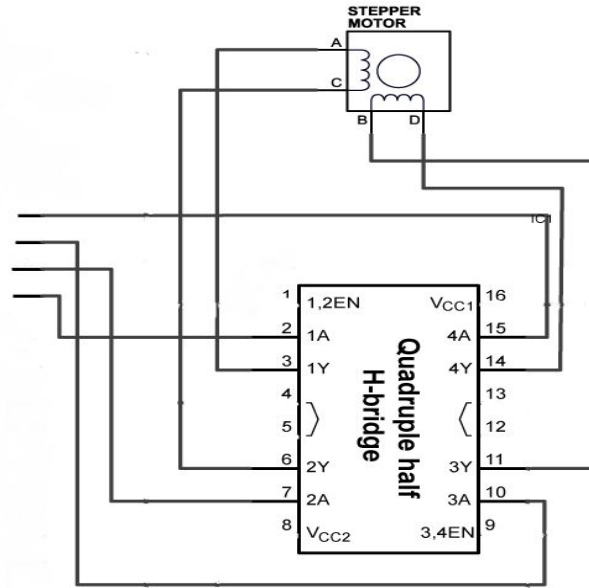 STEPPER
MOTOR
A
C
B D
IC1
1 1,2EN VCC1 16
2 1A 4A 15
3 1Y 4Y 14
4 13
5 12
6 2Y 3Y 11
7 2A 3A 10
8 VCC2 3,4EN 9
Quadruple half
H-bridge